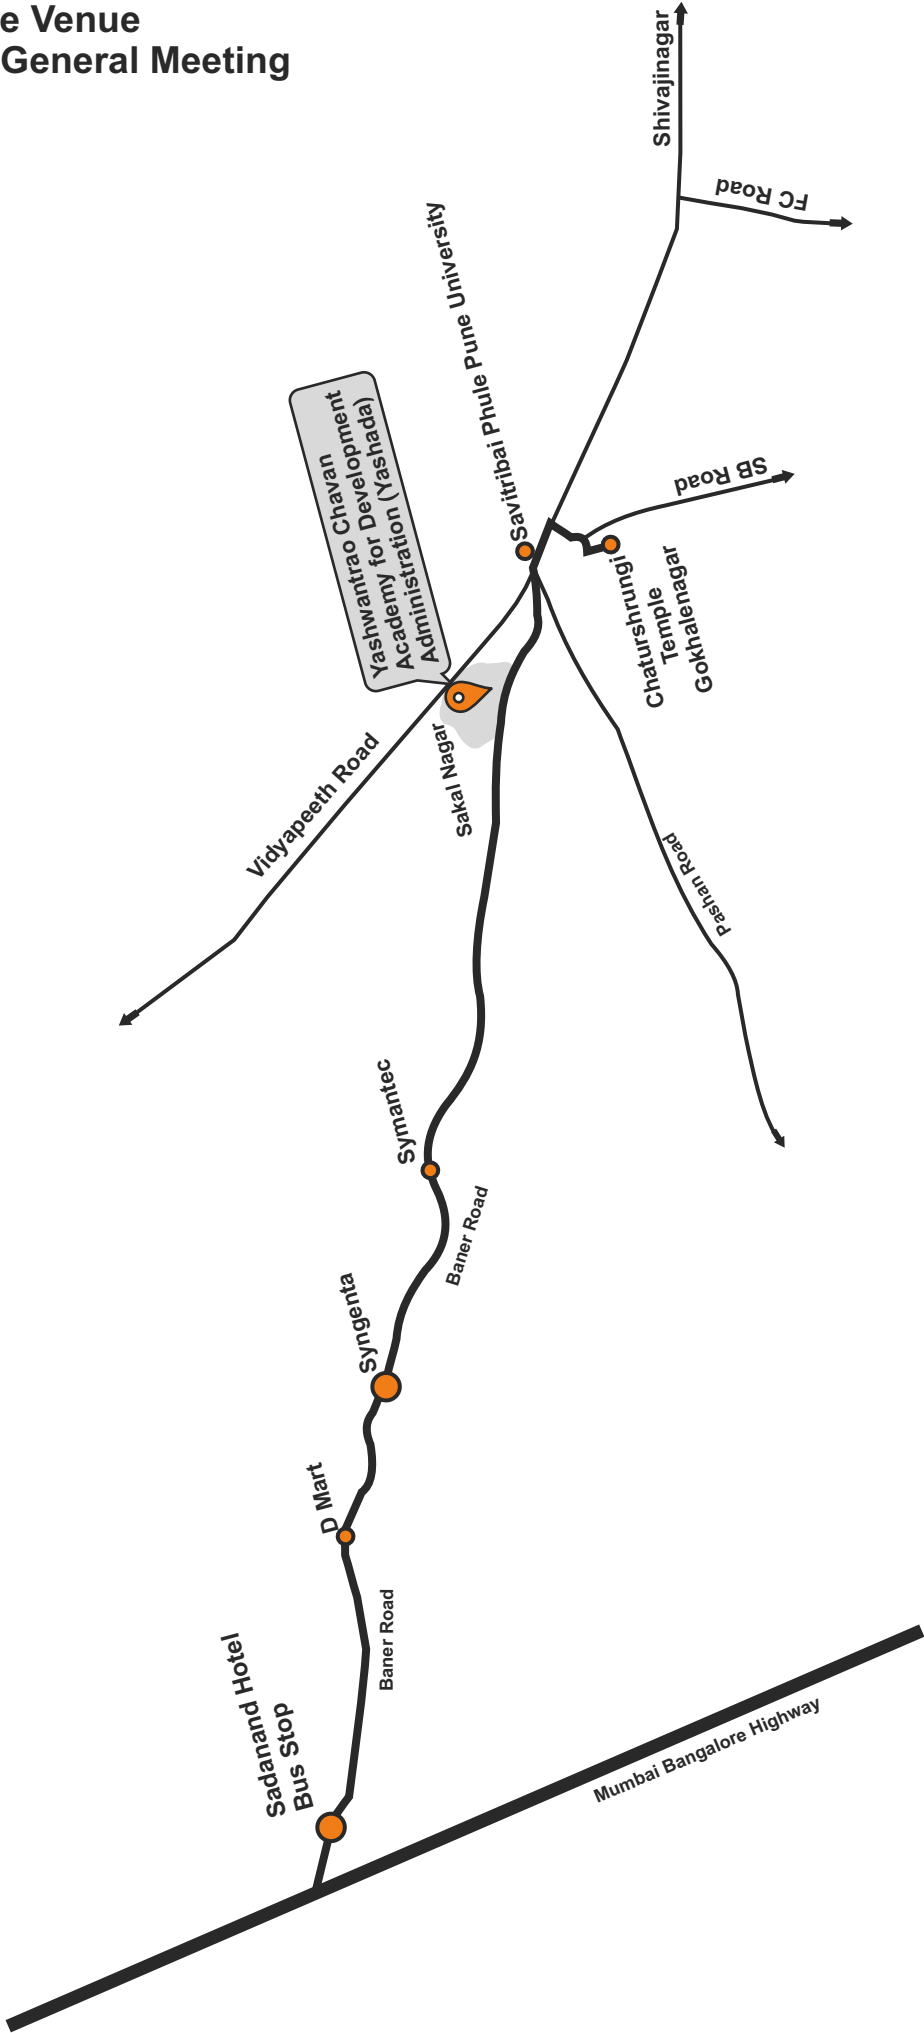 e Venue
General Meeting
Shivajinagar
FC Road
Savitribai Phule Pune University
Yashwantrao Chavan
Academy for Development
Administration (Yashada)
SB Road
Chaturshrungi
Temple
Gokhalenagar
Vidyapeeth Road
Sakal Nagar
Pashan Road
Symantec
Baner Road
Syngenta
D Mart
Baner Road
Sadanand Hotel
Bus Stop
Mumbai Bangalore Highway